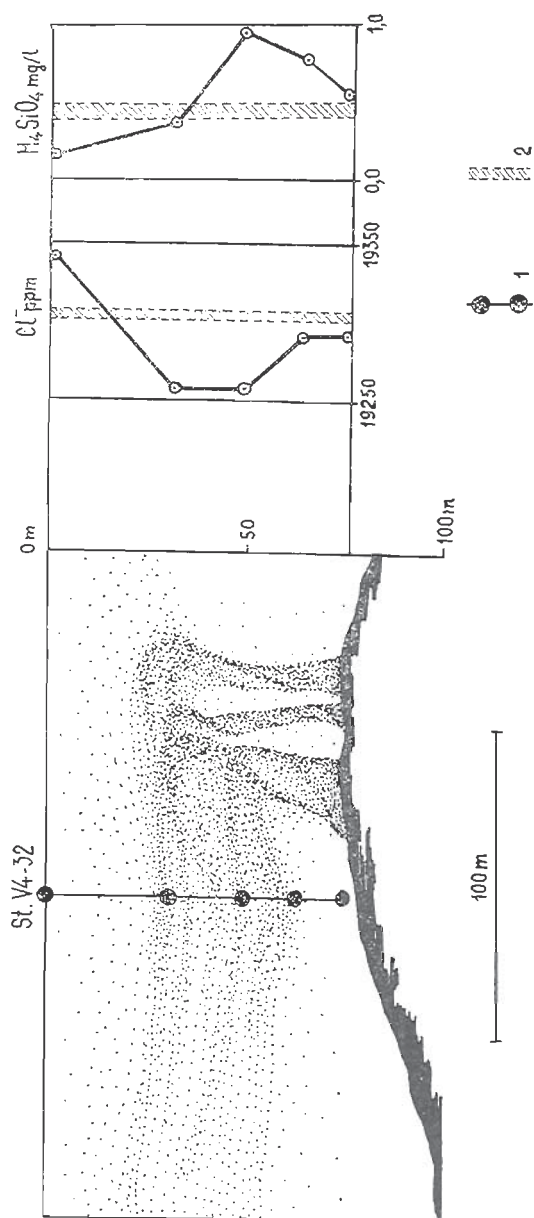 St. V4-32
0 m
50
100 m
100 m
Cl⁻ ppm
19250
19350
H₄SiO₄ mg/l
0,0
1,0
1
2